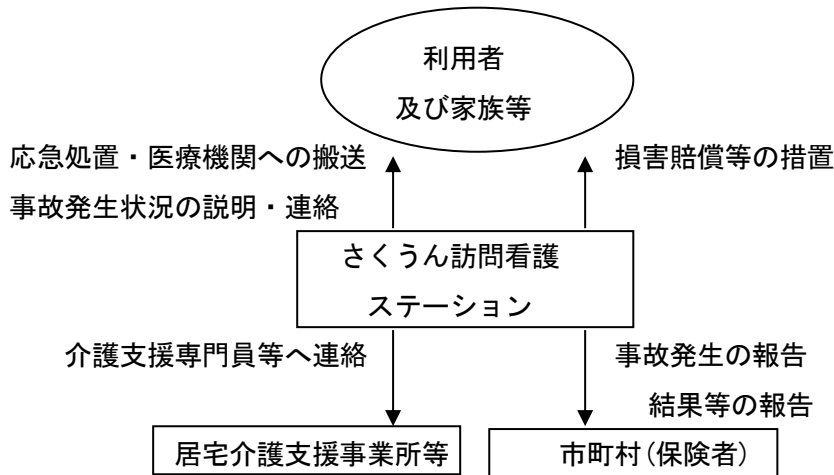 利用者
及び家族等
応急処置・医療機関への搬送
損害賠償等の措置
事故発生状況の説明・連絡
さくうん訪問看護
ステーション
介護支援専門員等へ連絡
事故発生の報告
結果等の報告
居宅介護支援事業所等
市町村(保険者)